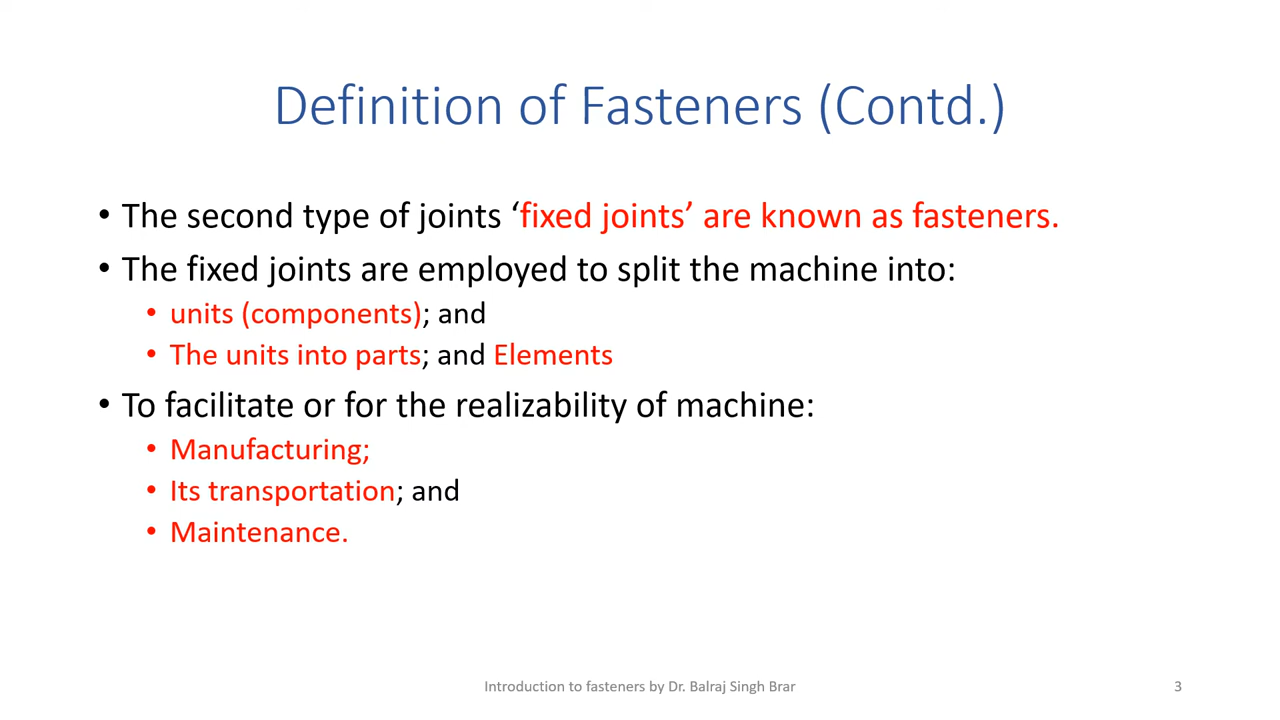 Definition of Fasteners (Contd.)
• The second type of joints ‘fixed joints’ are known as fasteners.
• The fixed joints are employed to split the machine into:
• units (components); and
• The units into parts; and Elements
• To facilitate or for the realizability of machine:
• Manufacturing;
• Its transportation; and
• Maintenance.
Introduction to fasteners by Dr. Balraj Singh Brar
3